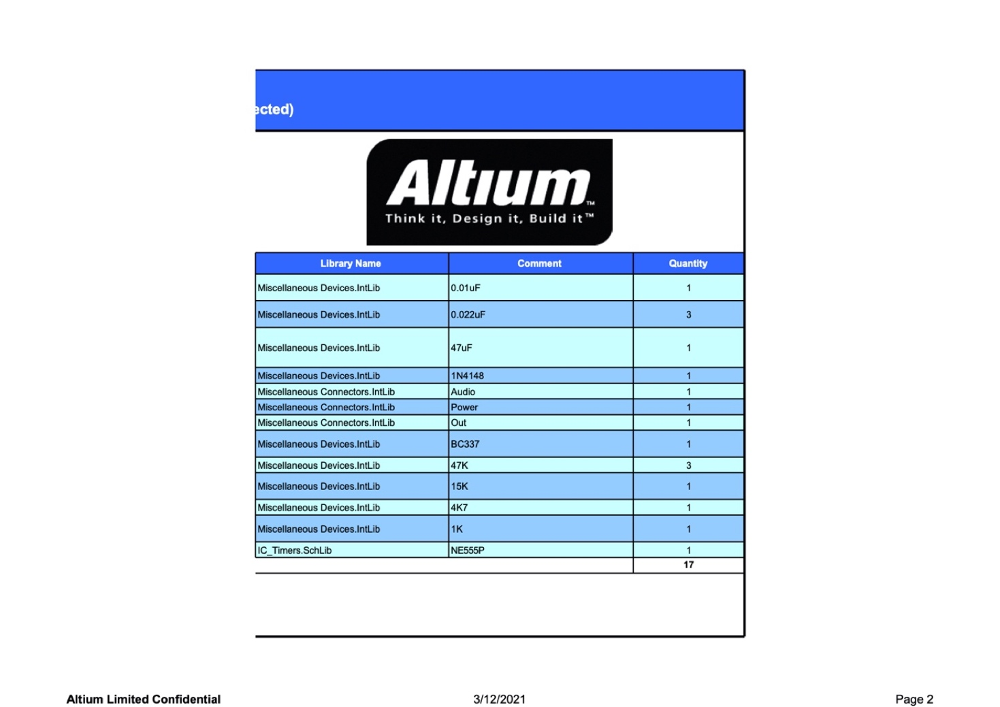 ected)
Altium™
Think it, Design it, Build it™
Library Name Comment Quantity
Miscellaneous Devices.IntLib 0.01uF 1
Miscellaneous Devices.IntLib 0.022uF 3
Miscellaneous Devices.IntLib 47uF 1
Miscellaneous Devices.IntLib 1N4148 1
Miscellaneous Connectors.IntLib Audio 1
Miscellaneous Connectors.IntLib Power 1
Miscellaneous Connectors.IntLib Out 1
Miscellaneous Devices.IntLib BC337 1
Miscellaneous Devices.IntLib 47K 3
Miscellaneous Devices.IntLib 15K 1
Miscellaneous Devices.IntLib 4K7 1
Miscellaneous Devices.IntLib 1K 1
IC_Timers.SchLib NE555P 1
17
Altium Limited Confidential 3/12/2021 Page 2